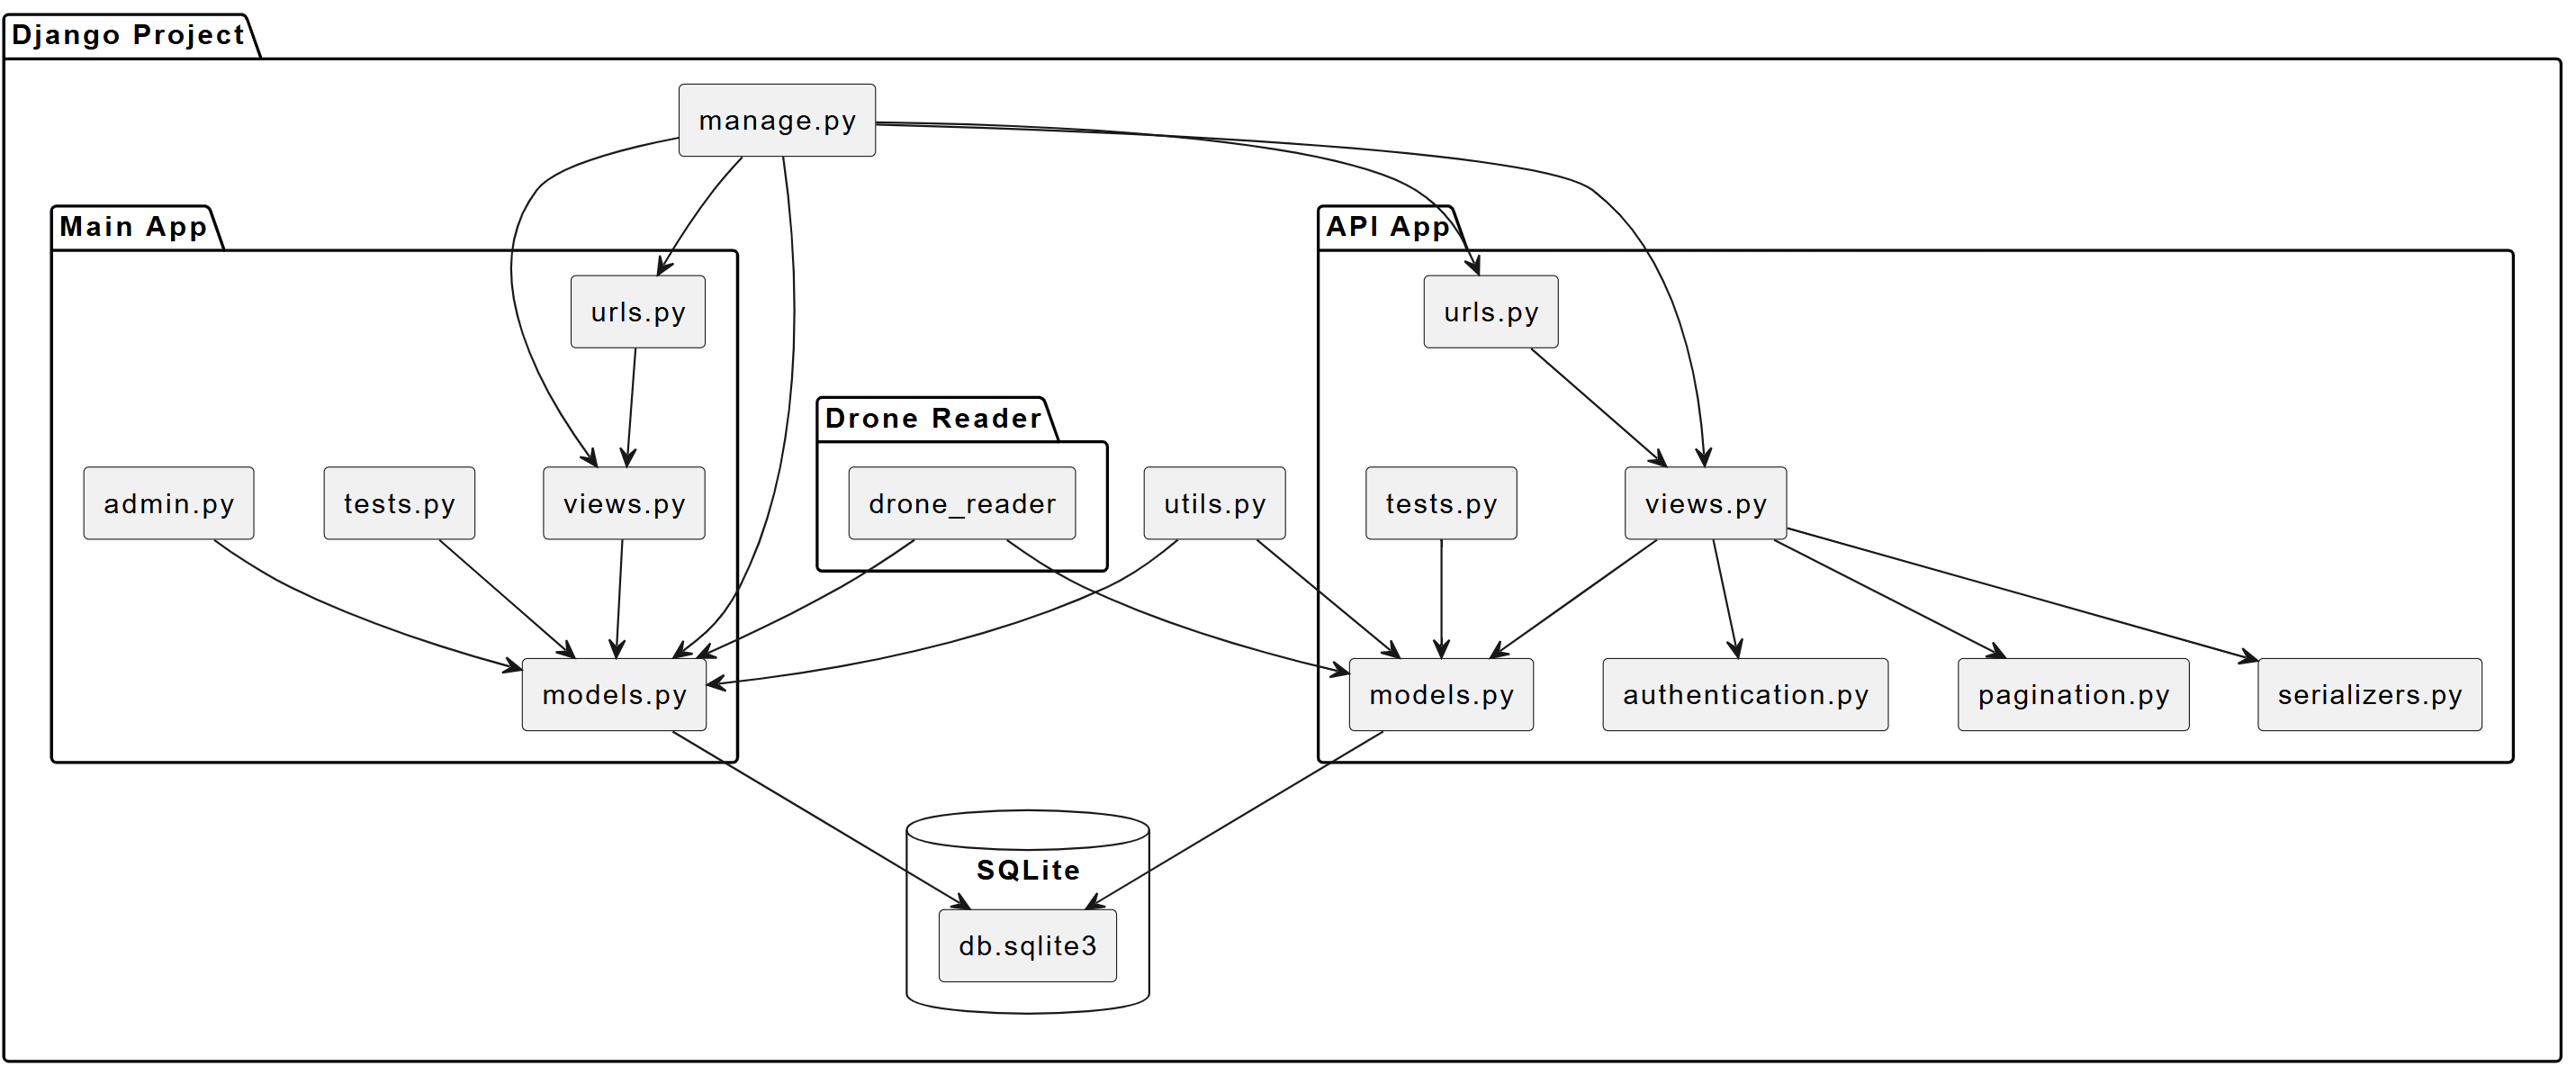 Django Project
manage.py
Main App
API App
urls.py
urls.py
Drone Reader
admin.py
tests.py
views.py
drone_reader
utils.py
tests.py
views.py
models.py
models.py
authentication.py
pagination.py
serializers.py
SQLite
db.sqlite3